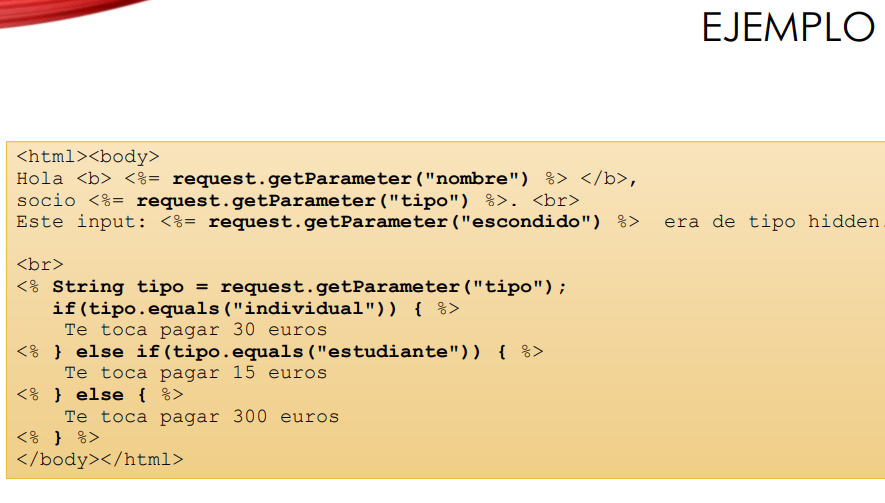 EJEMPLO
<html><body>
Hola <b> <%= request.getParameter("nombre") %> </b>,
socio <%= request.getParameter("tipo") %>. <br>
Este input: <%= request.getParameter("escondido") %>  era de tipo hidden.
<br>
<% String tipo = request.getParameter("tipo");
   if(tipo.equals("individual")) { %>
    Te toca pagar 30 euros
<% } else if(tipo.equals("estudiante")) { %>
    Te toca pagar 15 euros
<% } else { %>
    Te toca pagar 300 euros
<% } %>
</body></html>